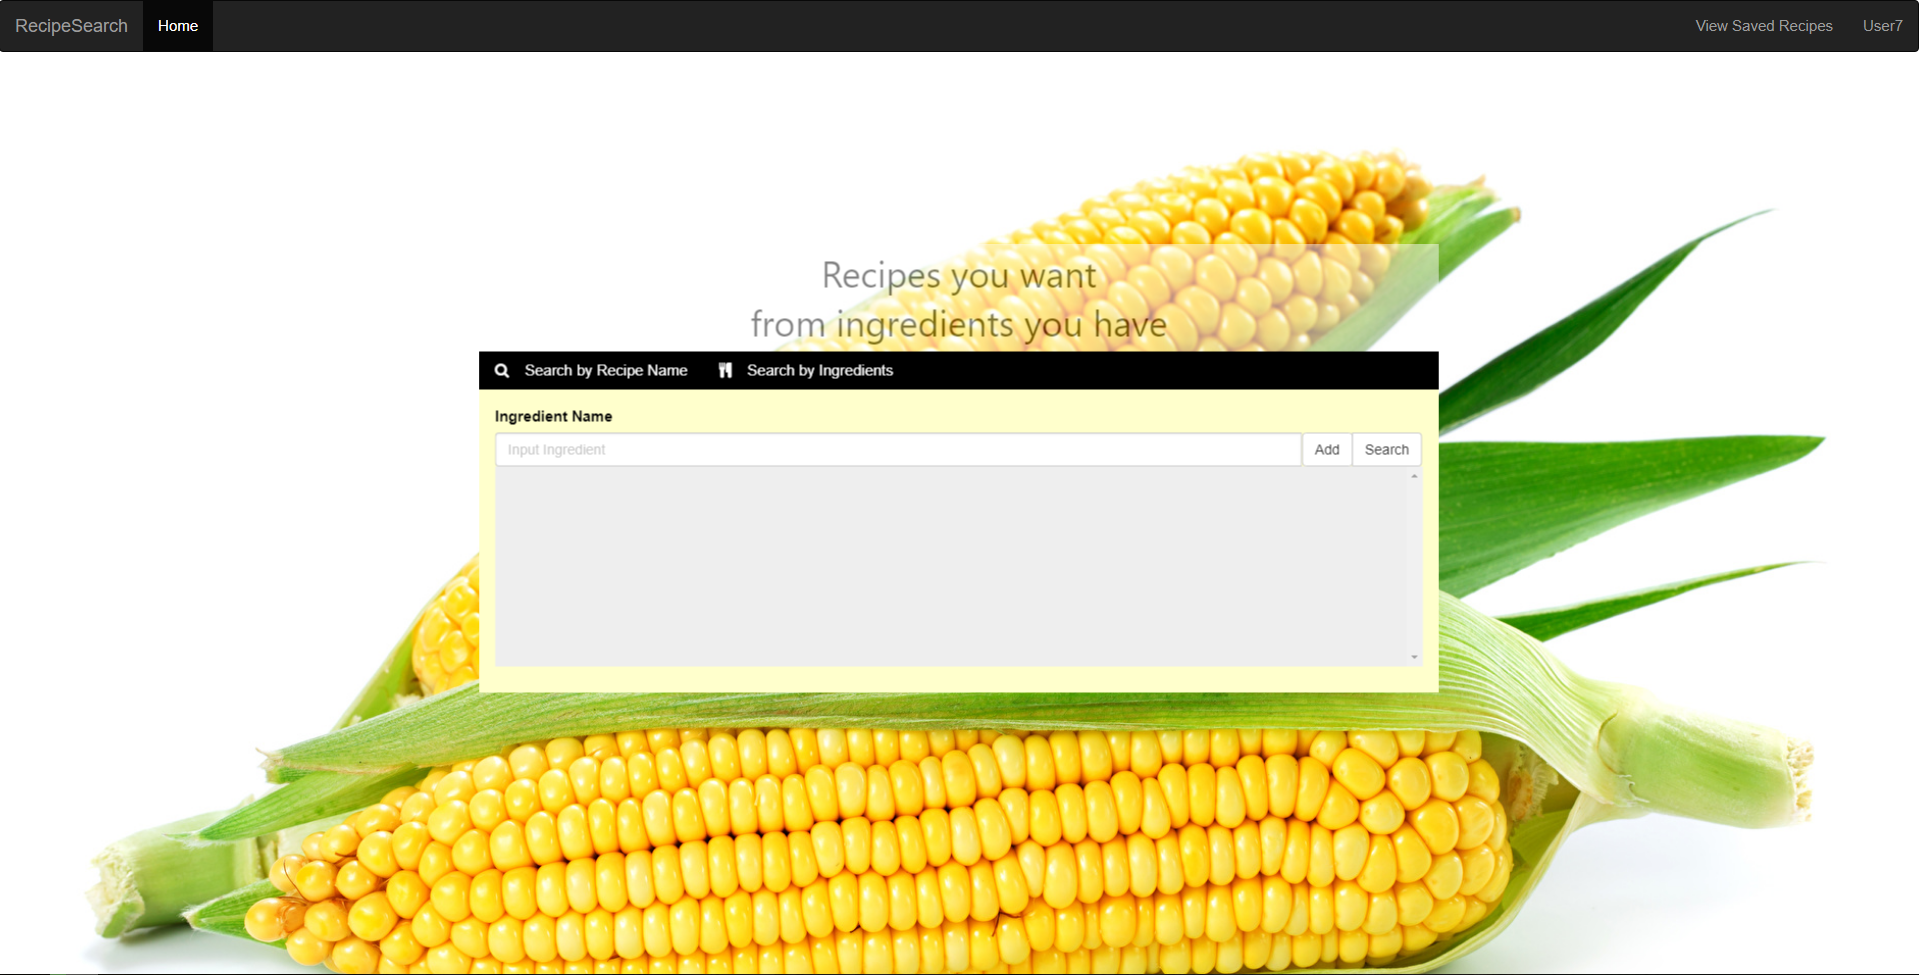 RecipeSearch Home View Saved Recipes User7
Recipes you want
from ingredients you have
Search by Recipe Name Search by Ingredients
Ingredient Name
Input Ingredient Add Search